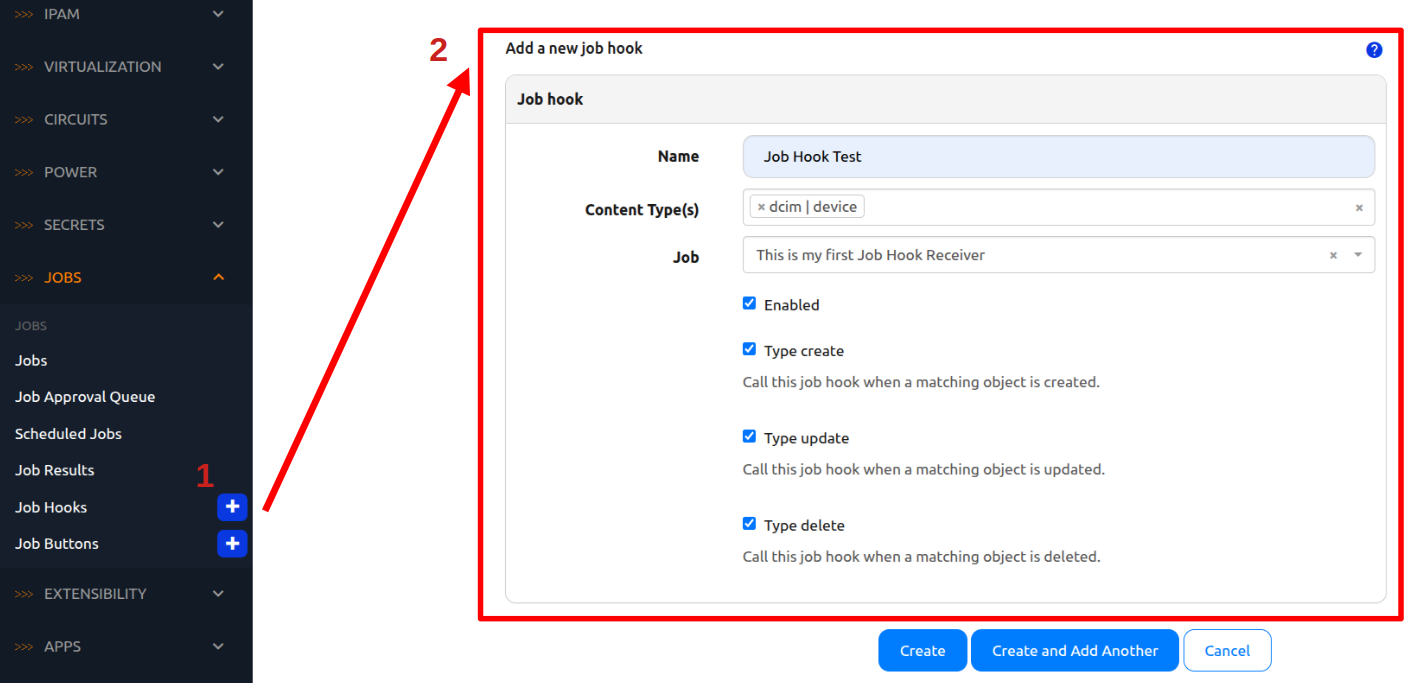 >>> IPAM
>>> VIRTUALIZATION
>>> CIRCUITS
>>> POWER
>>> SECRETS
>>> JOBS
JOBS
Jobs
Job Approval Queue
Scheduled Jobs
Job Results
1
Job Hooks +
Job Buttons +
>>> EXTENSIBILITY
>>> APPS
2
Add a new job hook ?
Job hook
Name Job Hook Test
Content Type(s) × dcim | device ×
Job This is my first Job Hook Receiver ×
Enabled
Type create
Call this job hook when a matching object is created.
Type update
Call this job hook when a matching object is updated.
Type delete
Call this job hook when a matching object is deleted.
Create Create and Add Another Cancel